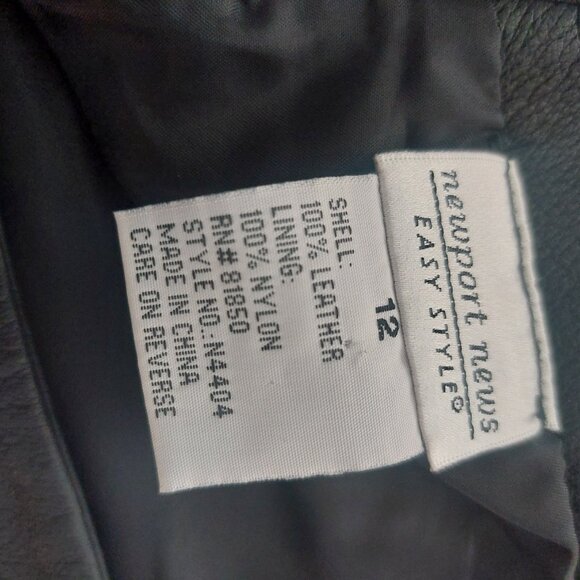 newport news
EASY STYLE®
12
SHELL:
100% LEATHER
LINING:
100% NYLON
RN# 81850
STYLE NO.: N4404
MADE IN CHINA
CARE ON REVERSE